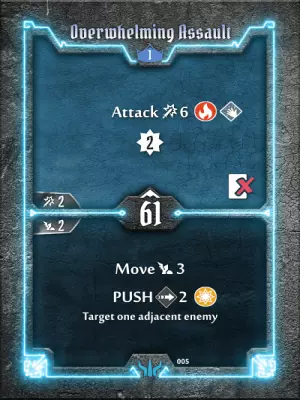 Overwhelming Assault
1
Attack 6
2
2
61
2
Move 3
PUSH 2
Target one adjacent enemy
005